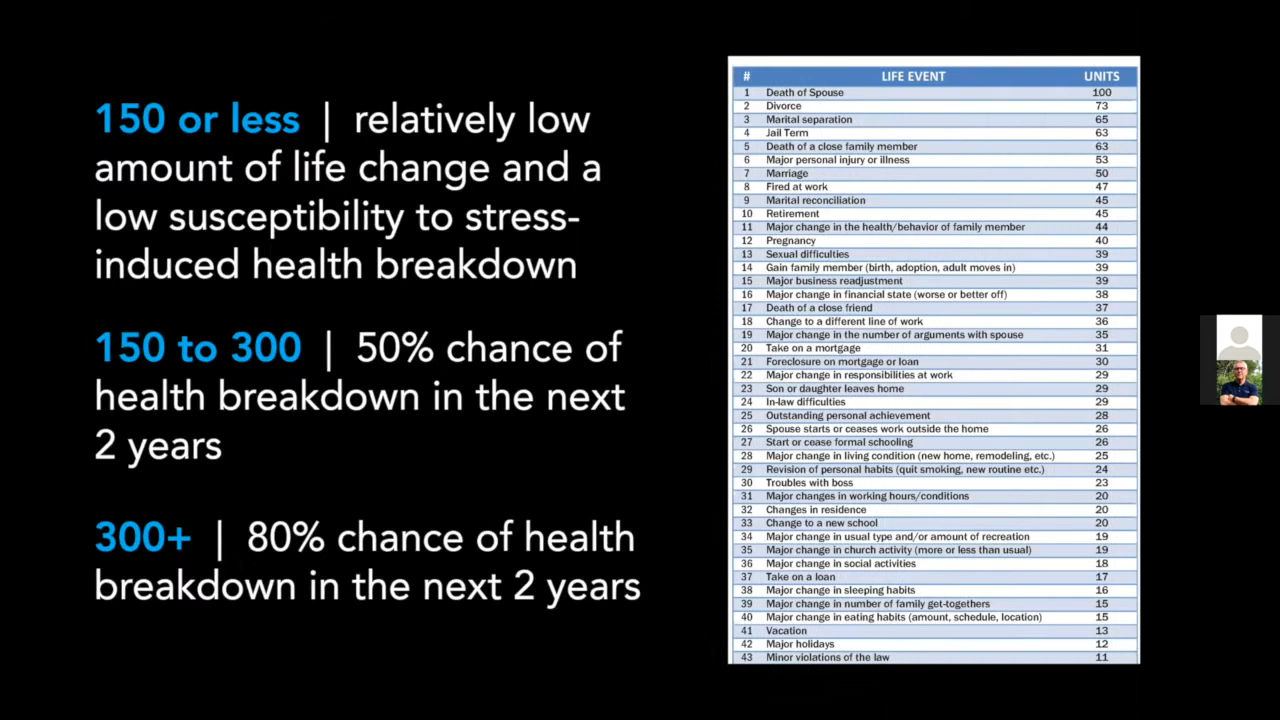 150 or less | relatively low
amount of life change and a
low susceptibility to stress-
induced health breakdown
150 to 300 | 50% chance of
health breakdown in the next
2 years
300+ | 80% chance of health
breakdown in the next 2 years
# LIFE EVENT UNITS
1 Death of Spouse 100
2 Divorce 73
3 Marital separation 65
4 Jail Term 63
5 Death of a close family member 63
6 Major personal injury or illness 53
7 Marriage 50
8 Fired at work 47
9 Marital reconciliation 45
10 Retirement 45
11 Major change in the health/behavior of family member 44
12 Pregnancy 40
13 Sexual difficulties 39
14 Gain family member (birth, adoption, adult moves in) 39
15 Major business readjustment 39
16 Major change in financial state (worse or better off) 38
17 Death of a close friend 37
18 Change to a different line of work 36
19 Major change in the number of arguments with spouse 35
20 Take on a mortgage 31
21 Foreclosure on mortgage or loan 30
22 Major change in responsibilities at work 29
23 Son or daughter leaves home 29
24 In-law difficulties 29
25 Outstanding personal achievement 28
26 Spouse starts or ceases work outside the home 26
27 Start or cease formal schooling 26
28 Major change in living condition (new home, remodeling, etc.) 25
29 Revision of personal habits (quit smoking, new routine etc.) 24
30 Troubles with boss 23
31 Major changes in working hours/conditions 20
32 Changes in residence 20
33 Change to a new school 20
34 Major change in usual type and/or amount of recreation 19
35 Major change in church activity (more or less than usual) 19
36 Major change in social activities 18
37 Take on a loan 17
38 Major change in sleeping habits 16
39 Major change in number of family get-togethers 15
40 Major change in eating habits (amount, schedule, location) 15
41 Vacation 13
42 Major holidays 12
43 Minor violations of the law 11